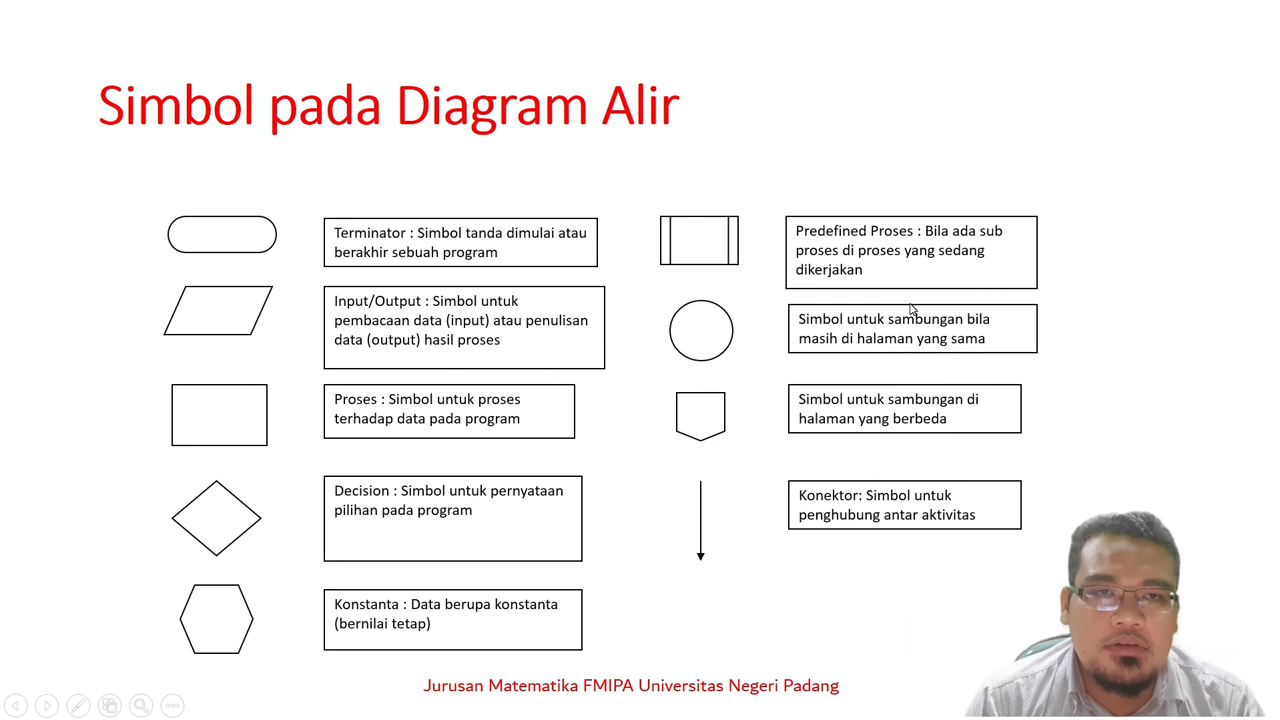 Simbol pada Diagram Alir
Terminator : Simbol tanda dimulai atau
berakhir sebuah program
Input/Output : Simbol untuk
pembacaan data (input) atau penulisan
data (output) hasil proses
Proses : Simbol untuk proses
terhadap data pada program
Decision : Simbol untuk pernyataan
pilihan pada program
Konstanta : Data berupa konstanta
(bernilai tetap)
Predefined Proses : Bila ada sub
proses di proses yang sedang
dikerjakan
Simbol untuk sambungan bila
masih di halaman yang sama
Simbol untuk sambungan di
halaman yang berbeda
Konektor: Simbol untuk
penghubung antar aktivitas
Jurusan Matematika FMIPA Universitas Negeri Padang